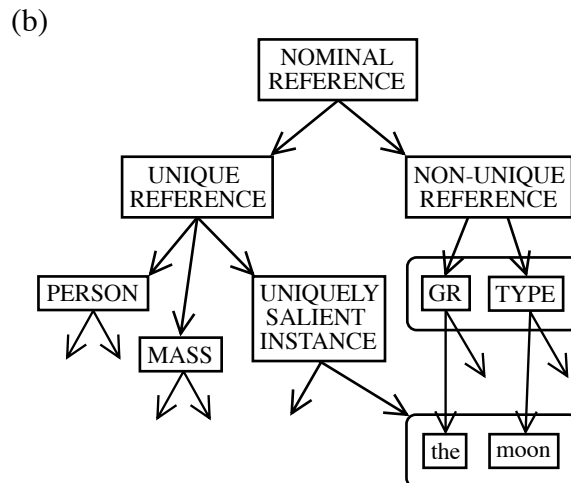 (b)
NOMINAL
REFERENCE
UNIQUE
REFERENCE
NON-UNIQUE
REFERENCE
PERSON
MASS
UNIQUELY
SALIENT
INSTANCE
GR
TYPE
the
moon